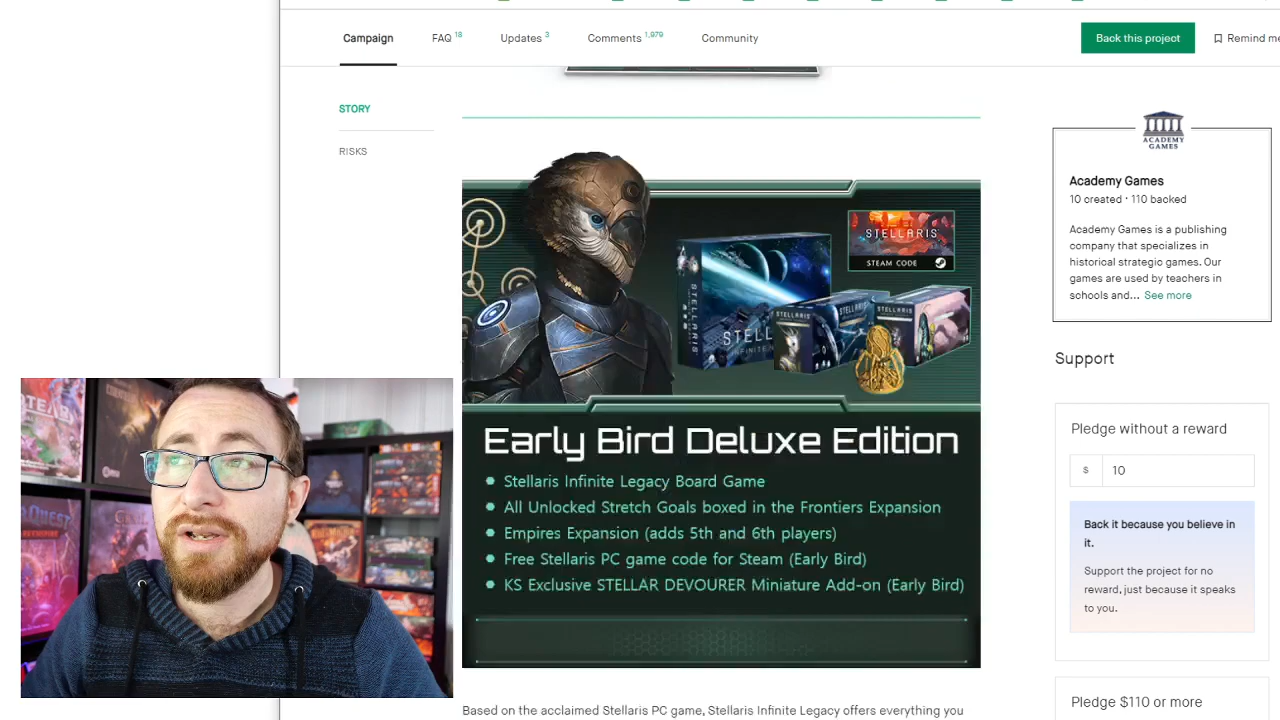 Campaign
FAQ 18
Updates 3
Comments 1,979
Community
Back this project
Remind me
STORY
RISKS
ACADEMY
GAMES
Academy Games
10 created · 110 backed
Academy Games is a publishing
company that specializes in
historical strategic games. Our
games are used by teachers in
schools and... See more
STELLARIS
STEAM CODE
STELLARIS
Early Bird Deluxe Edition
Stellaris Infinite Legacy Board Game
All Unlocked Stretch Goals boxed in the Frontiers Expansion
Empires Expansion (adds 5th and 6th players)
Free Stellaris PC game code for Steam (Early Bird)
KS Exclusive STELLAR DEVOURER Miniature Add-on (Early Bird)
Support
Pledge without a reward
$ 10
Back it because you believe in
it.
Support the project for no
reward, just because it speaks
to you.
Pledge $110 or more
Based on the acclaimed Stellaris PC game, Stellaris Infinite Legacy offers everything you